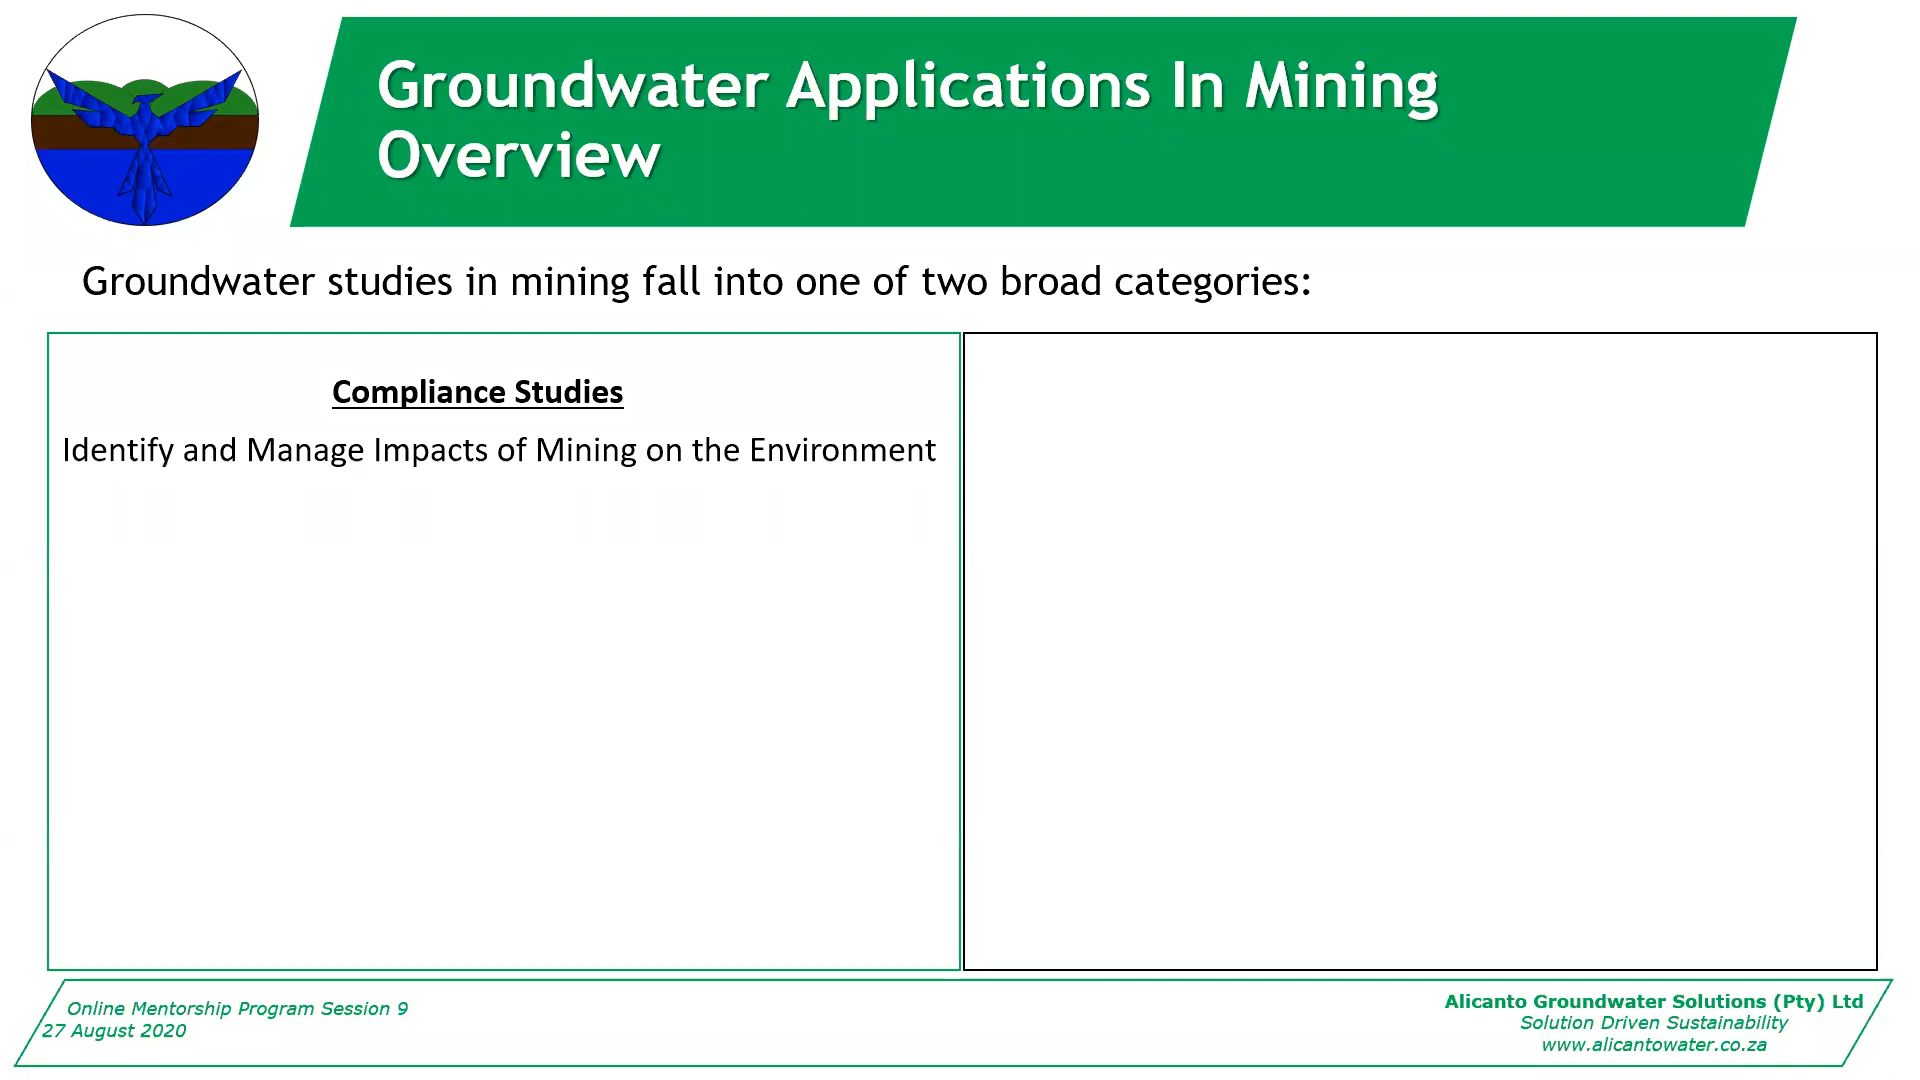 Groundwater Applications In Mining
Overview
Groundwater studies in mining fall into one of two broad categories:
Compliance Studies
Identify and Manage Impacts of Mining on the Environment
Online Mentorship Program Session 9
27 August 2020
Alicanto Groundwater Solutions (Pty) Ltd
Solution Driven Sustainability
www.alicantowater.co.za